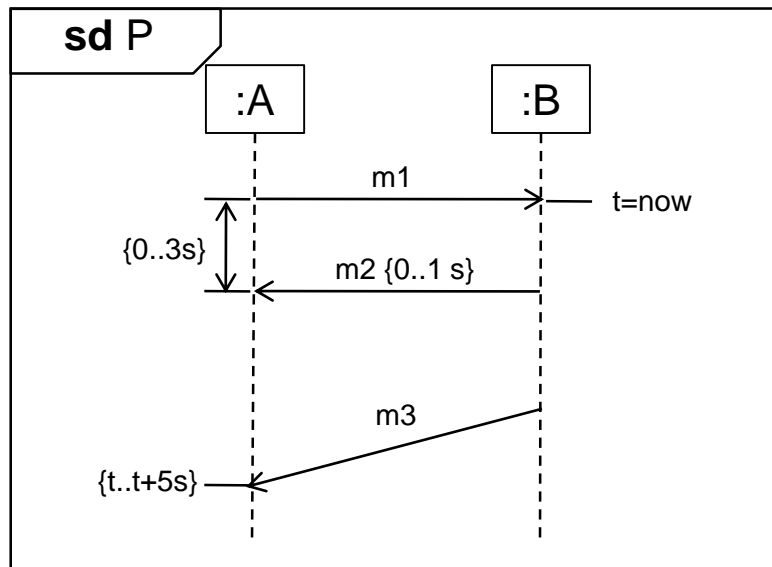 sd P
:A
:B
m1
t=now
{0..3s}
m2 {0..1 s}
m3
{t..t+5s}